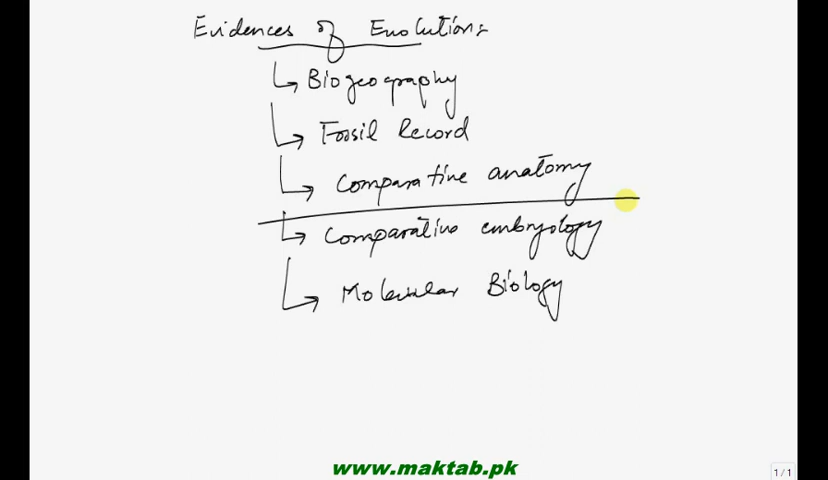 Evidences of Evolution:
Biogeography
Fossil Record
Comparative anatomy
Comparative embryology
Molecular Biology
www.maktab.pk
1/1